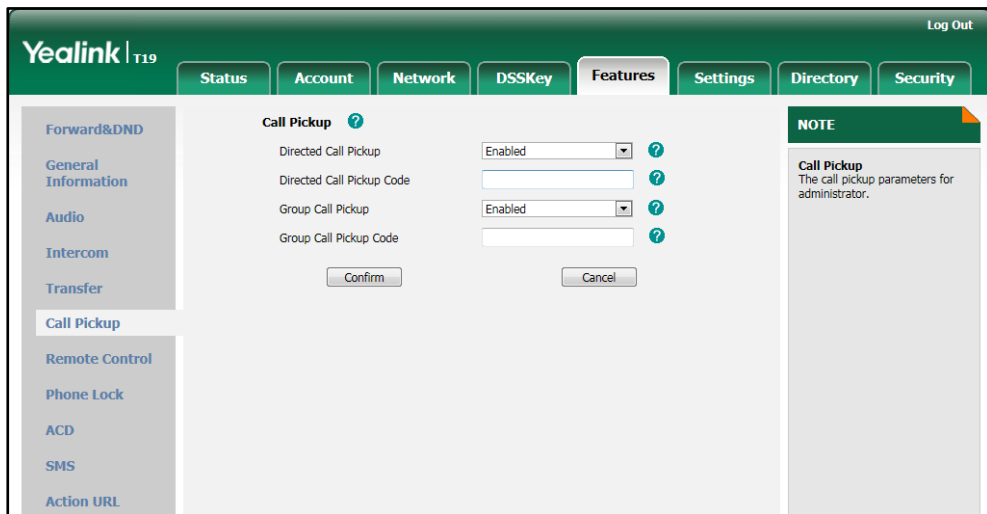 Log Out
Yealink | T19
Status Account Network DSSKey Features Settings Directory Security
Forward&DND
General
Information
Audio
Intercom
Transfer
Call Pickup
Remote Control
Phone Lock
ACD
SMS
Action URL
Call Pickup ?
Directed Call Pickup Enabled ?
Directed Call Pickup Code ?
Group Call Pickup Enabled ?
Group Call Pickup Code ?
Confirm Cancel
NOTE
Call Pickup
The call pickup parameters for
administrator.